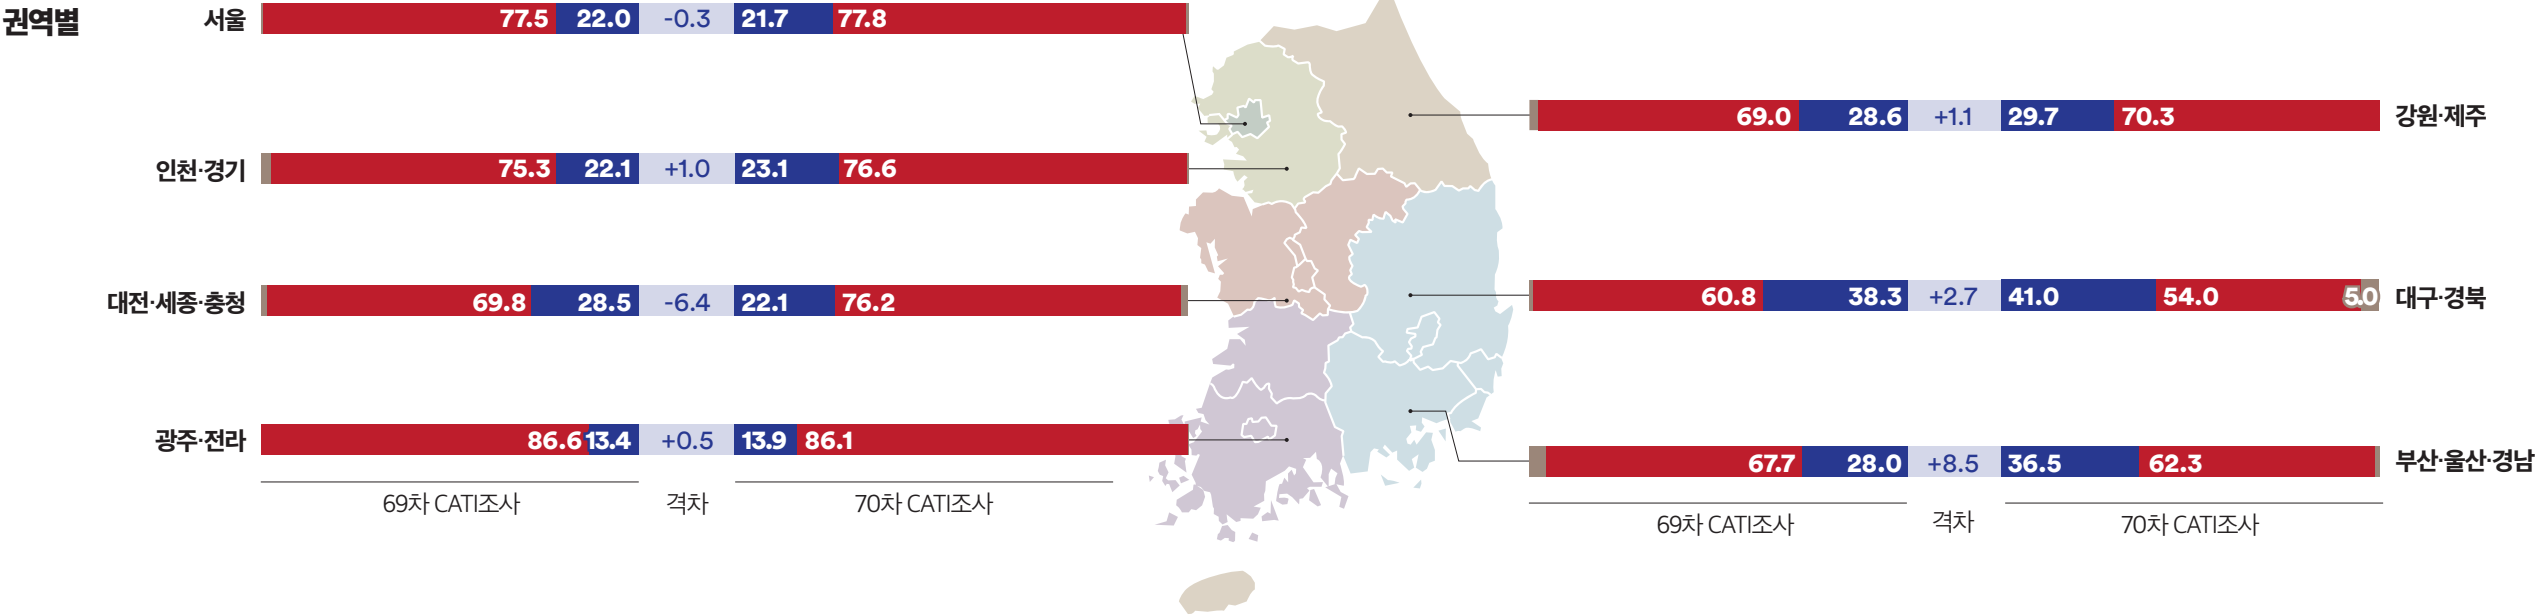 권역별
서울 77.5 22.0 -0.3 21.7 77.8
인천·경기 75.3 22.1 +1.0 23.1 76.6
대전·세종·충청 69.8 28.5 -6.4 22.1 76.2
광주·전라 86.6 13.4 +0.5 13.9 86.1
69차 CATI조사 격차 70차 CATI조사
69.0 28.6 +1.1 29.7 70.3 강원·제주
60.8 38.3 +2.7 41.0 54.0 5.0 대구·경북
67.7 28.0 +8.5 36.5 62.3 부산·울산·경남
69차 CATI조사 격차 70차 CATI조사